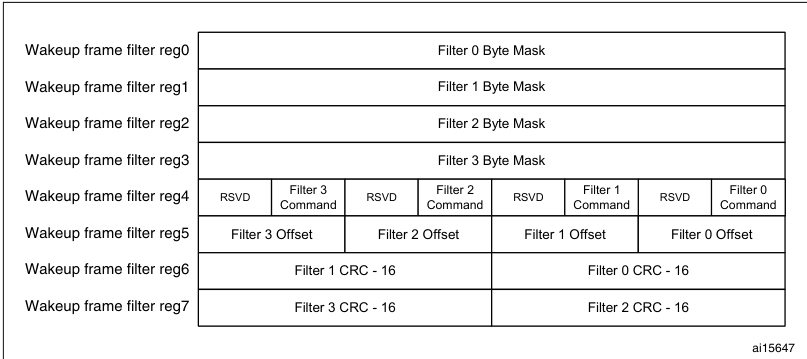 Wakeup frame filter reg0 Filter 0 Byte Mask
Wakeup frame filter reg1 Filter 1 Byte Mask
Wakeup frame filter reg2 Filter 2 Byte Mask
Wakeup frame filter reg3 Filter 3 Byte Mask
Wakeup frame filter reg4 RSVD Filter 3 Command RSVD Filter 2 Command RSVD Filter 1 Command RSVD Filter 0 Command
Wakeup frame filter reg5 Filter 3 Offset Filter 2 Offset Filter 1 Offset Filter 0 Offset
Wakeup frame filter reg6 Filter 1 CRC - 16 Filter 0 CRC - 16
Wakeup frame filter reg7 Filter 3 CRC - 16 Filter 2 CRC - 16
ai15647